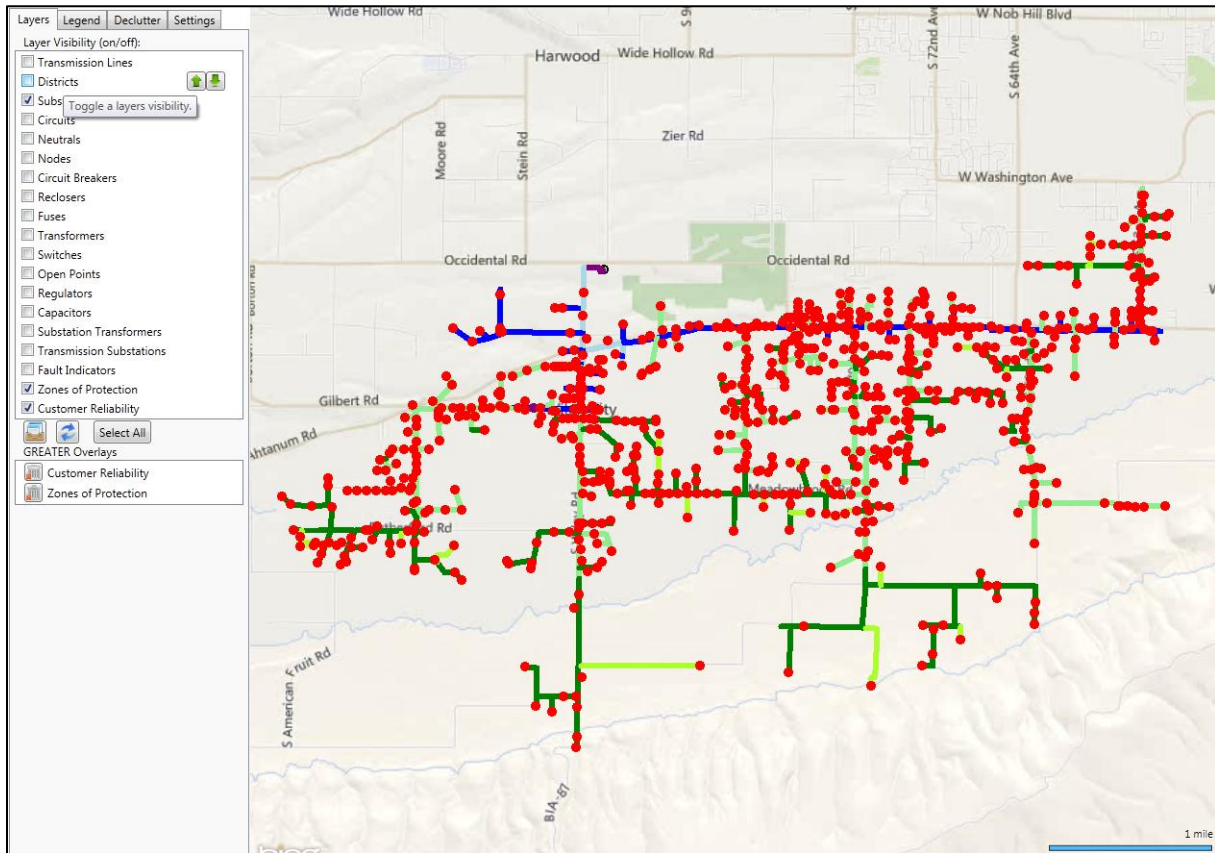 Layers Legend Declutter Settings
Layer Visibility (on/off):
Transmission Lines
Districts
Subs
Toggle a layers visibility.
Circuits
Neutrals
Nodes
Circuit Breakers
Reclosers
Fuses
Transformers
Switches
Open Points
Regulators
Capacitors
Substation Transformers
Transmission Substations
Fault Indicators
Zones of Protection
Customer Reliability
Select All
GREATER Overlays
Customer Reliability
Zones of Protection
Wide Hollow Rd
S 72nd Ave
W Nob Hill Blvd
Harwood
Wide Hollow Rd
S 64th Ave
Moore Rd
Stein Rd
Zier Rd
W Washington Ave
Occidental Rd
Occidental Rd
Gilbert Rd
Ahtanum Rd
S American Fruit Rd
BIA-87
1 mile